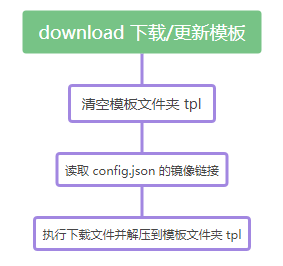 download 下载/更新模板
清空模板文件夹 tpl
读取 config.json 的镜像链接
执行下载文件并解压到模板文件夹 tpl